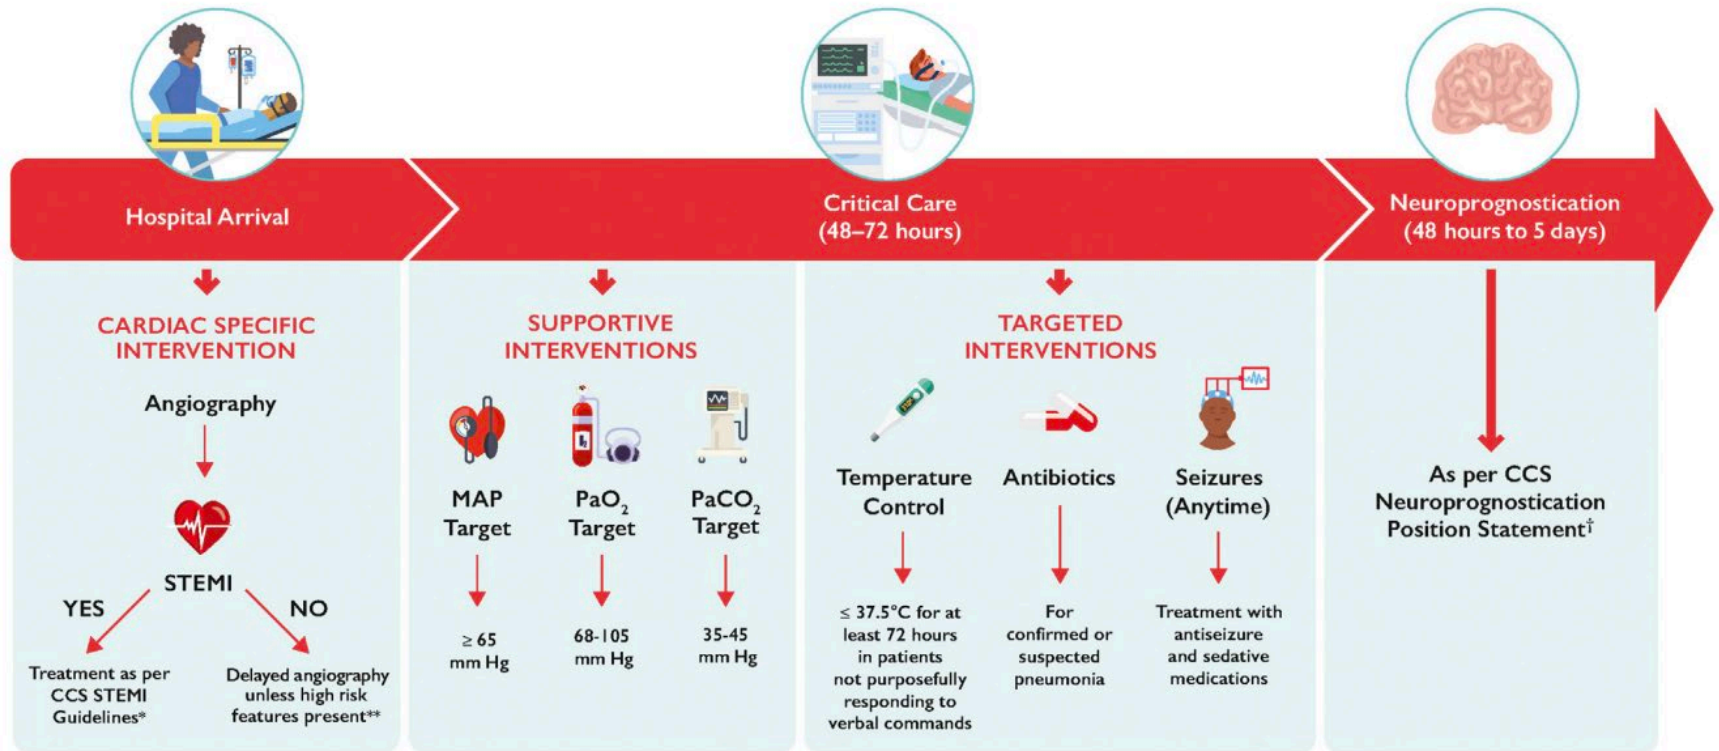 Hospital Arrival
Critical Care
(48–72 hours)
Neuroprognostication
(48 hours to 5 days)
CARDIAC SPECIFIC
INTERVENTION
Angiography
STEMI
YES
NO
Treatment as per
CCS STEMI
Guidelines*
Delayed angiography
unless high risk
features present**
SUPPORTIVE
INTERVENTIONS
MAP
Target
≥ 65
mm Hg
PaO₂
Target
68-105
mm Hg
PaCO₂
Target
35-45
mm Hg
TARGETED
INTERVENTIONS
Temperature
Control
≤ 37.5°C for at
least 72 hours
in patients
not purposefully
responding to
verbal commands
Antibiotics
For
confirmed or
suspected
pneumonia
Seizures
(Anytime)
Treatment with
antiseizure
and sedative
medications
As per CCS
Neuroprognostication
Position Statement†